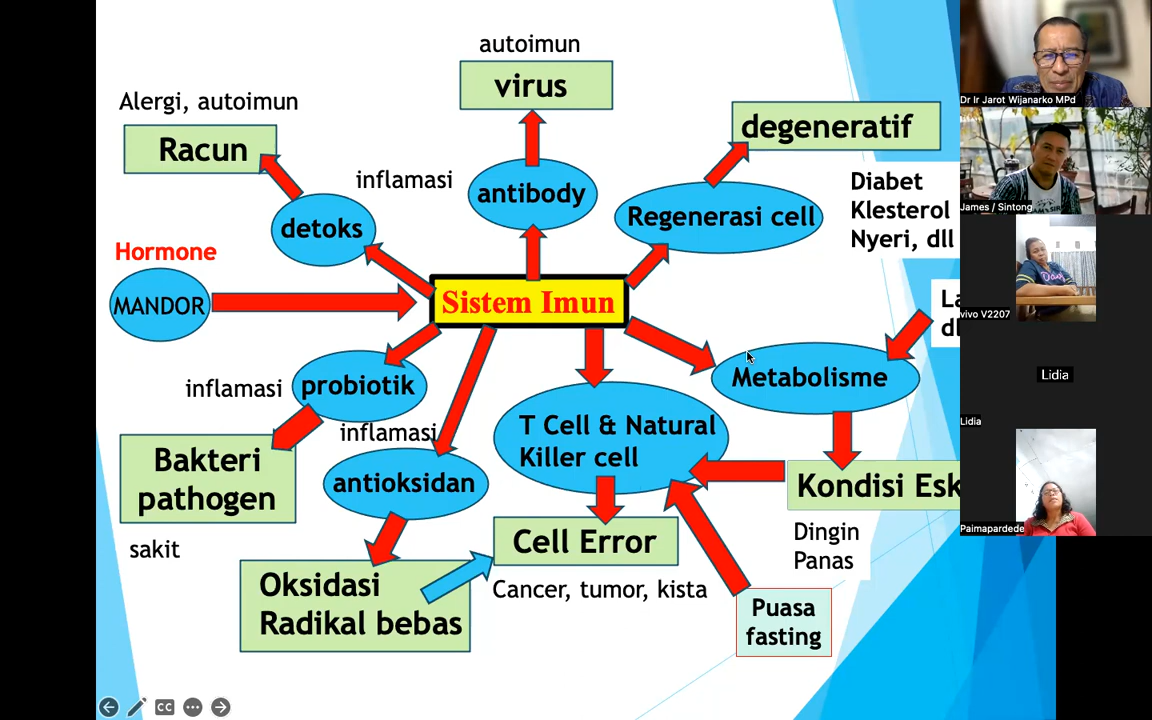 autoimun
virus
Alergi, autoimun
Racun
degeneratif
inflamasi
antibody
detoks
Regenerasi cell
Diabet
Klesterol
Nyeri, dll
Hormone
MANDOR
Sistem Imun
Metabolisme
inflamasi
probiotik
inflamasi
T Cell & Natural
Killer cell
Bakteri
pathogen
antioksidan
Kondisi
sakit
Cell Error
Dingin
Panas
Oksidasi
Radikal bebas
Cancer, tumor, kista
Puasa
fasting
CC
Dr Ir Jarot Wijanarko MPd
James / Sintong
vivo V2207
Lidia
Lidia
Paimapardede